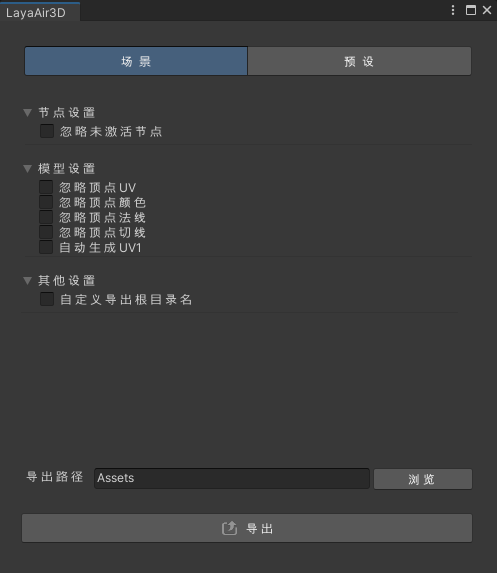 LayaAir3D
场景 预设
节点设置
忽略未激活节点
模型设置
忽略顶点UV
忽略顶点颜色
忽略顶点法线
忽略顶点切线
自动生成UV1
其他设置
自定义导出根目录名
导出路径 Assets 浏览
导出